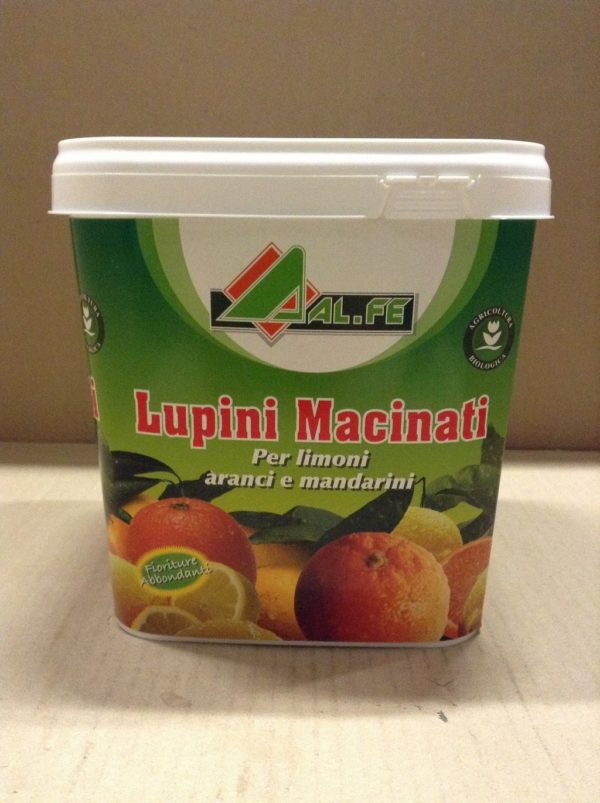 AL.FE
AGRICOLTURA
BIOLOGICA
Lupini Macinati
Per limoni
aranci e mandarini
Fioriture
Abbondanti